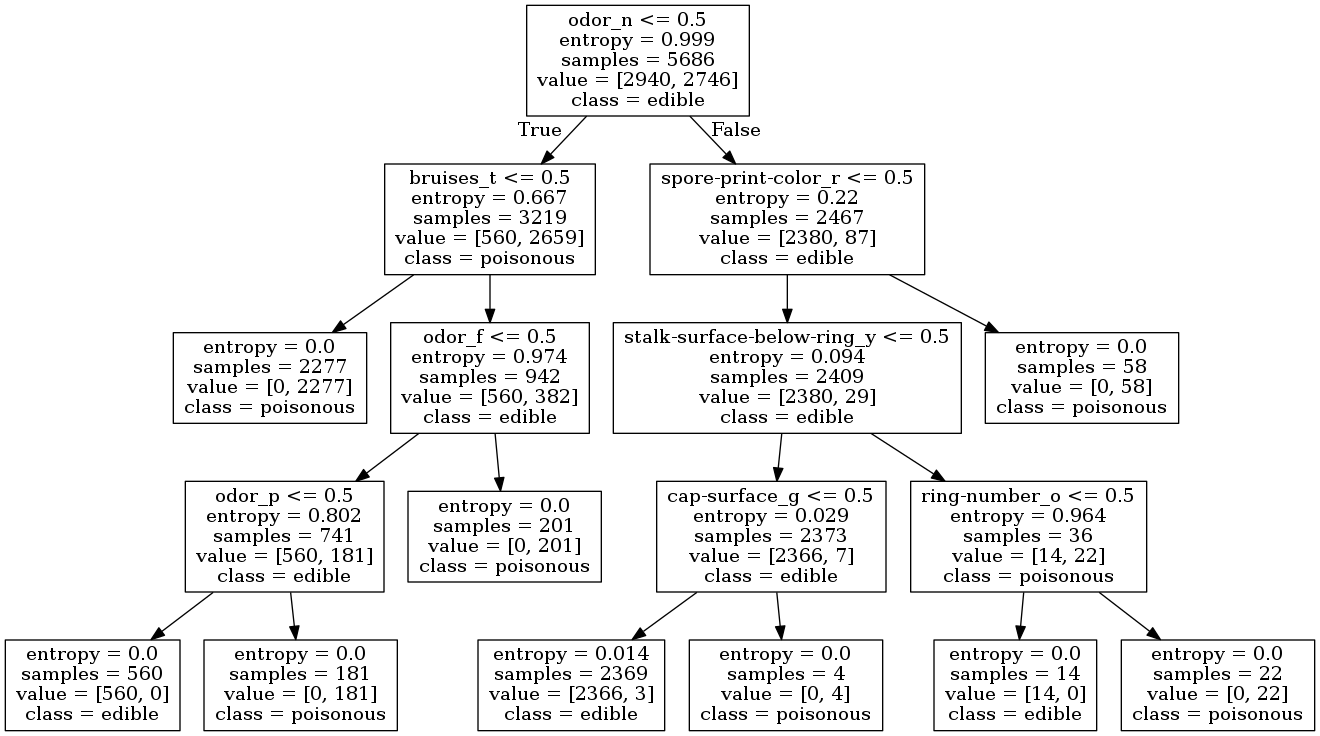 odor_n <= 0.5
entropy = 0.999
samples = 5686
value = [2940, 2746]
class = edible
True
False
bruises_t <= 0.5
entropy = 0.667
samples = 3219
value = [560, 2659]
class = poisonous
spore-print-color_r <= 0.5
entropy = 0.22
samples = 2467
value = [2380, 87]
class = edible
entropy = 0.0
samples = 2277
value = [0, 2277]
class = poisonous
odor_f <= 0.5
entropy = 0.974
samples = 942
value = [560, 382]
class = edible
stalk-surface-below-ring_y <= 0.5
entropy = 0.094
samples = 2409
value = [2380, 29]
class = edible
entropy = 0.0
samples = 58
value = [0, 58]
class = poisonous
odor_p <= 0.5
entropy = 0.802
samples = 741
value = [560, 181]
class = edible
entropy = 0.0
samples = 201
value = [0, 201]
class = poisonous
cap-surface_g <= 0.5
entropy = 0.029
samples = 2373
value = [2366, 7]
class = edible
ring-number_o <= 0.5
entropy = 0.964
samples = 36
value = [14, 22]
class = poisonous
entropy = 0.0
samples = 560
value = [560, 0]
class = edible
entropy = 0.0
samples = 181
value = [0, 181]
class = poisonous
entropy = 0.014
samples = 2369
value = [2366, 3]
class = edible
entropy = 0.0
samples = 4
value = [0, 4]
class = poisonous
entropy = 0.0
samples = 14
value = [14, 0]
class = edible
entropy = 0.0
samples = 22
value = [0, 22]
class = poisonous